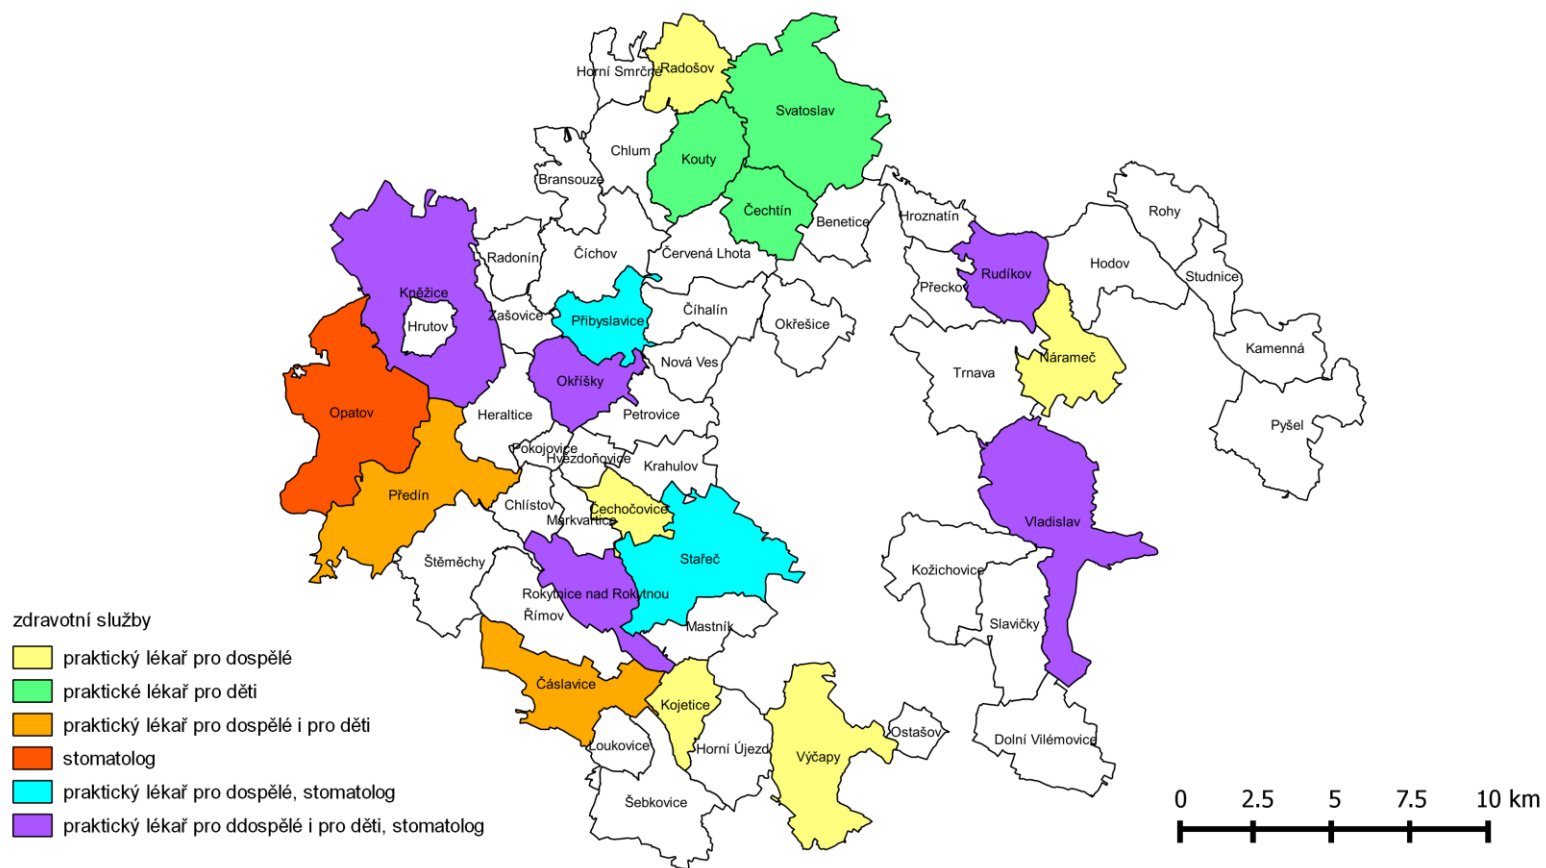 Horní Smrčné
Radošov
Svatoslav
Chlum
Kouty
Bransouze
Čechtín
Benetice
Hroznatín
Rohy
Radonín
Číchov
Červená Lhota
Rudíkov
Hodov
Studnice
Přecko
Kněžice
Hrutov
Zašovice
Přibyslavice
Číhalín
Okřešice
Kamenná
Nová Ves
Nárameč
Trnava
Okříšky
Opatov
Heraltice
Petrovice
Pyšel
Pokojovice
Hvězdoňovice
Krahulov
Předín
Chlístov
Čechočovice
Markvartice
Vladislav
Štěměchy
Stařeč
Kožichovice
Rokytnice nad Rokytnou
Římov
Mastník
Slavičky
zdravotní služby
praktický lékař pro dospělé
praktické lékař pro děti
praktický lékař pro dospělé i pro děti
stomatolog
praktický lékař pro dospělé, stomatolog
praktický lékař pro ddospělé i pro děti, stomatolog
Čáslavice
Kojetice
Loukovice
Horní Újezd
Výčapy
Ostašov
Dolní Vilémovice
Šebkovice
0 2.5 5 7.5 10 km